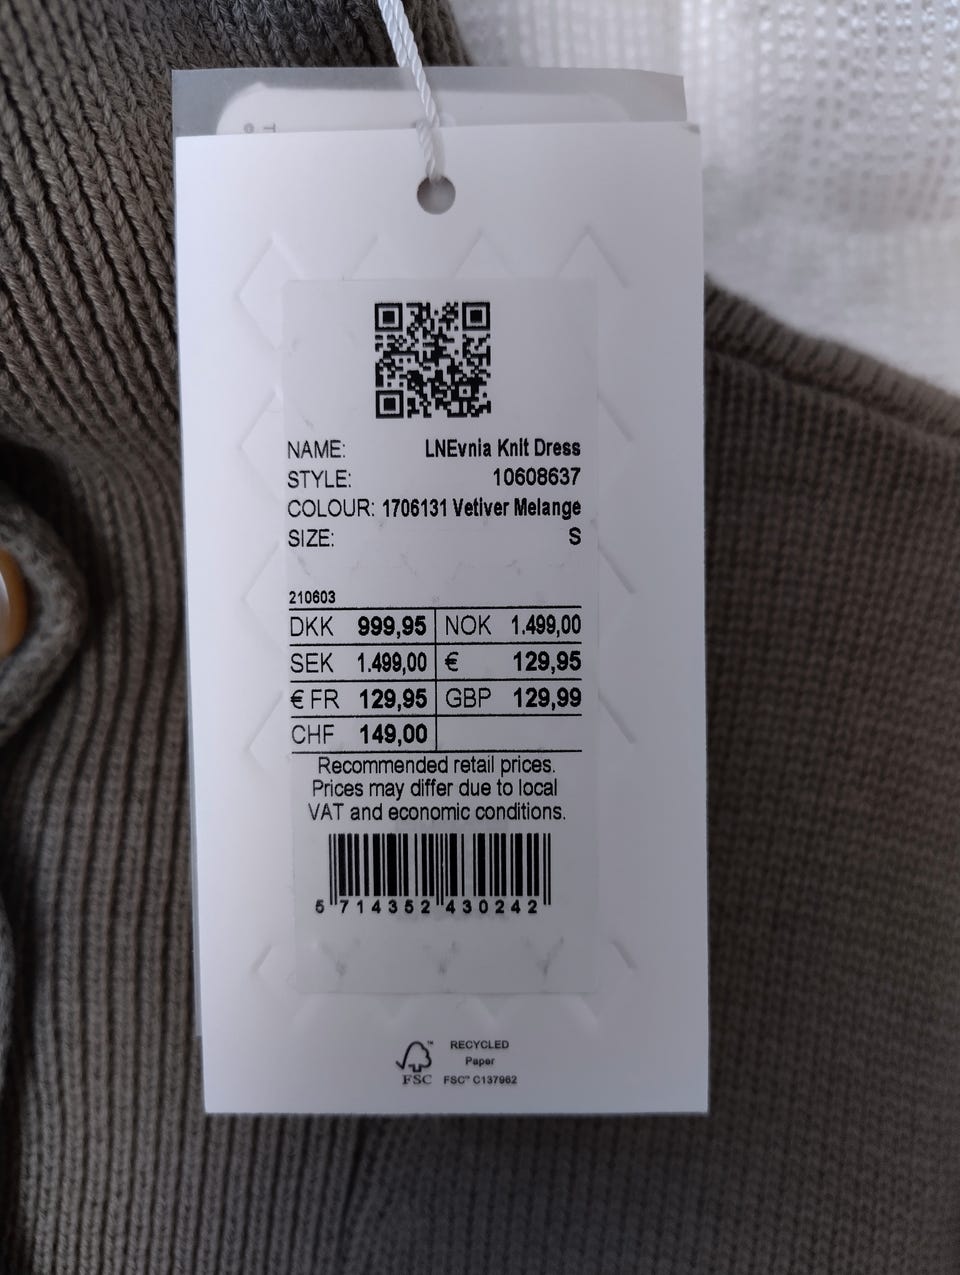 NAME: LNEvnia Knit Dress
STYLE: 10608637
COLOUR: 1706131 Vetiver Melange
SIZE: S
210603
DKK 999,95 NOK 1.499,00
SEK 1.499,00 € 129,95
€ FR 129,95 GBP 129,99
CHF 149,00
Recommended retail prices.
Prices may differ due to local
VAT and economic conditions.
5 714352 430242
RECYCLED
Paper
FSC™ FSC™ C137962